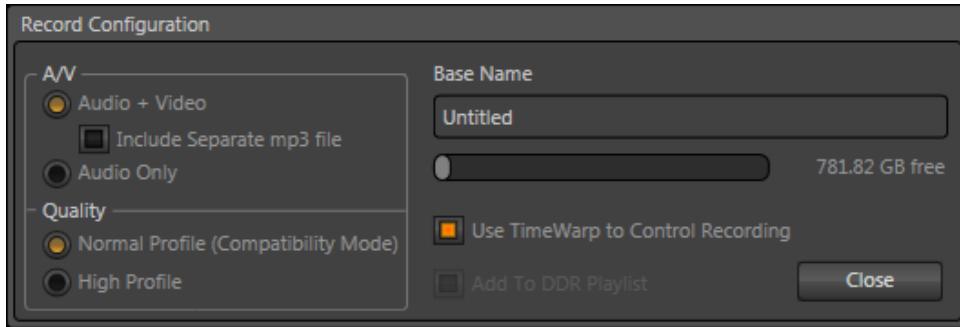 Record Configuration
A/V
Audio + Video
Include Separate mp3 file
Audio Only
Quality
Normal Profile (Compatibility Mode)
High Profile
Base Name
Untitled
781.82 GB free
Use TimeWarp to Control Recording
Add To DDR Playlist
Close